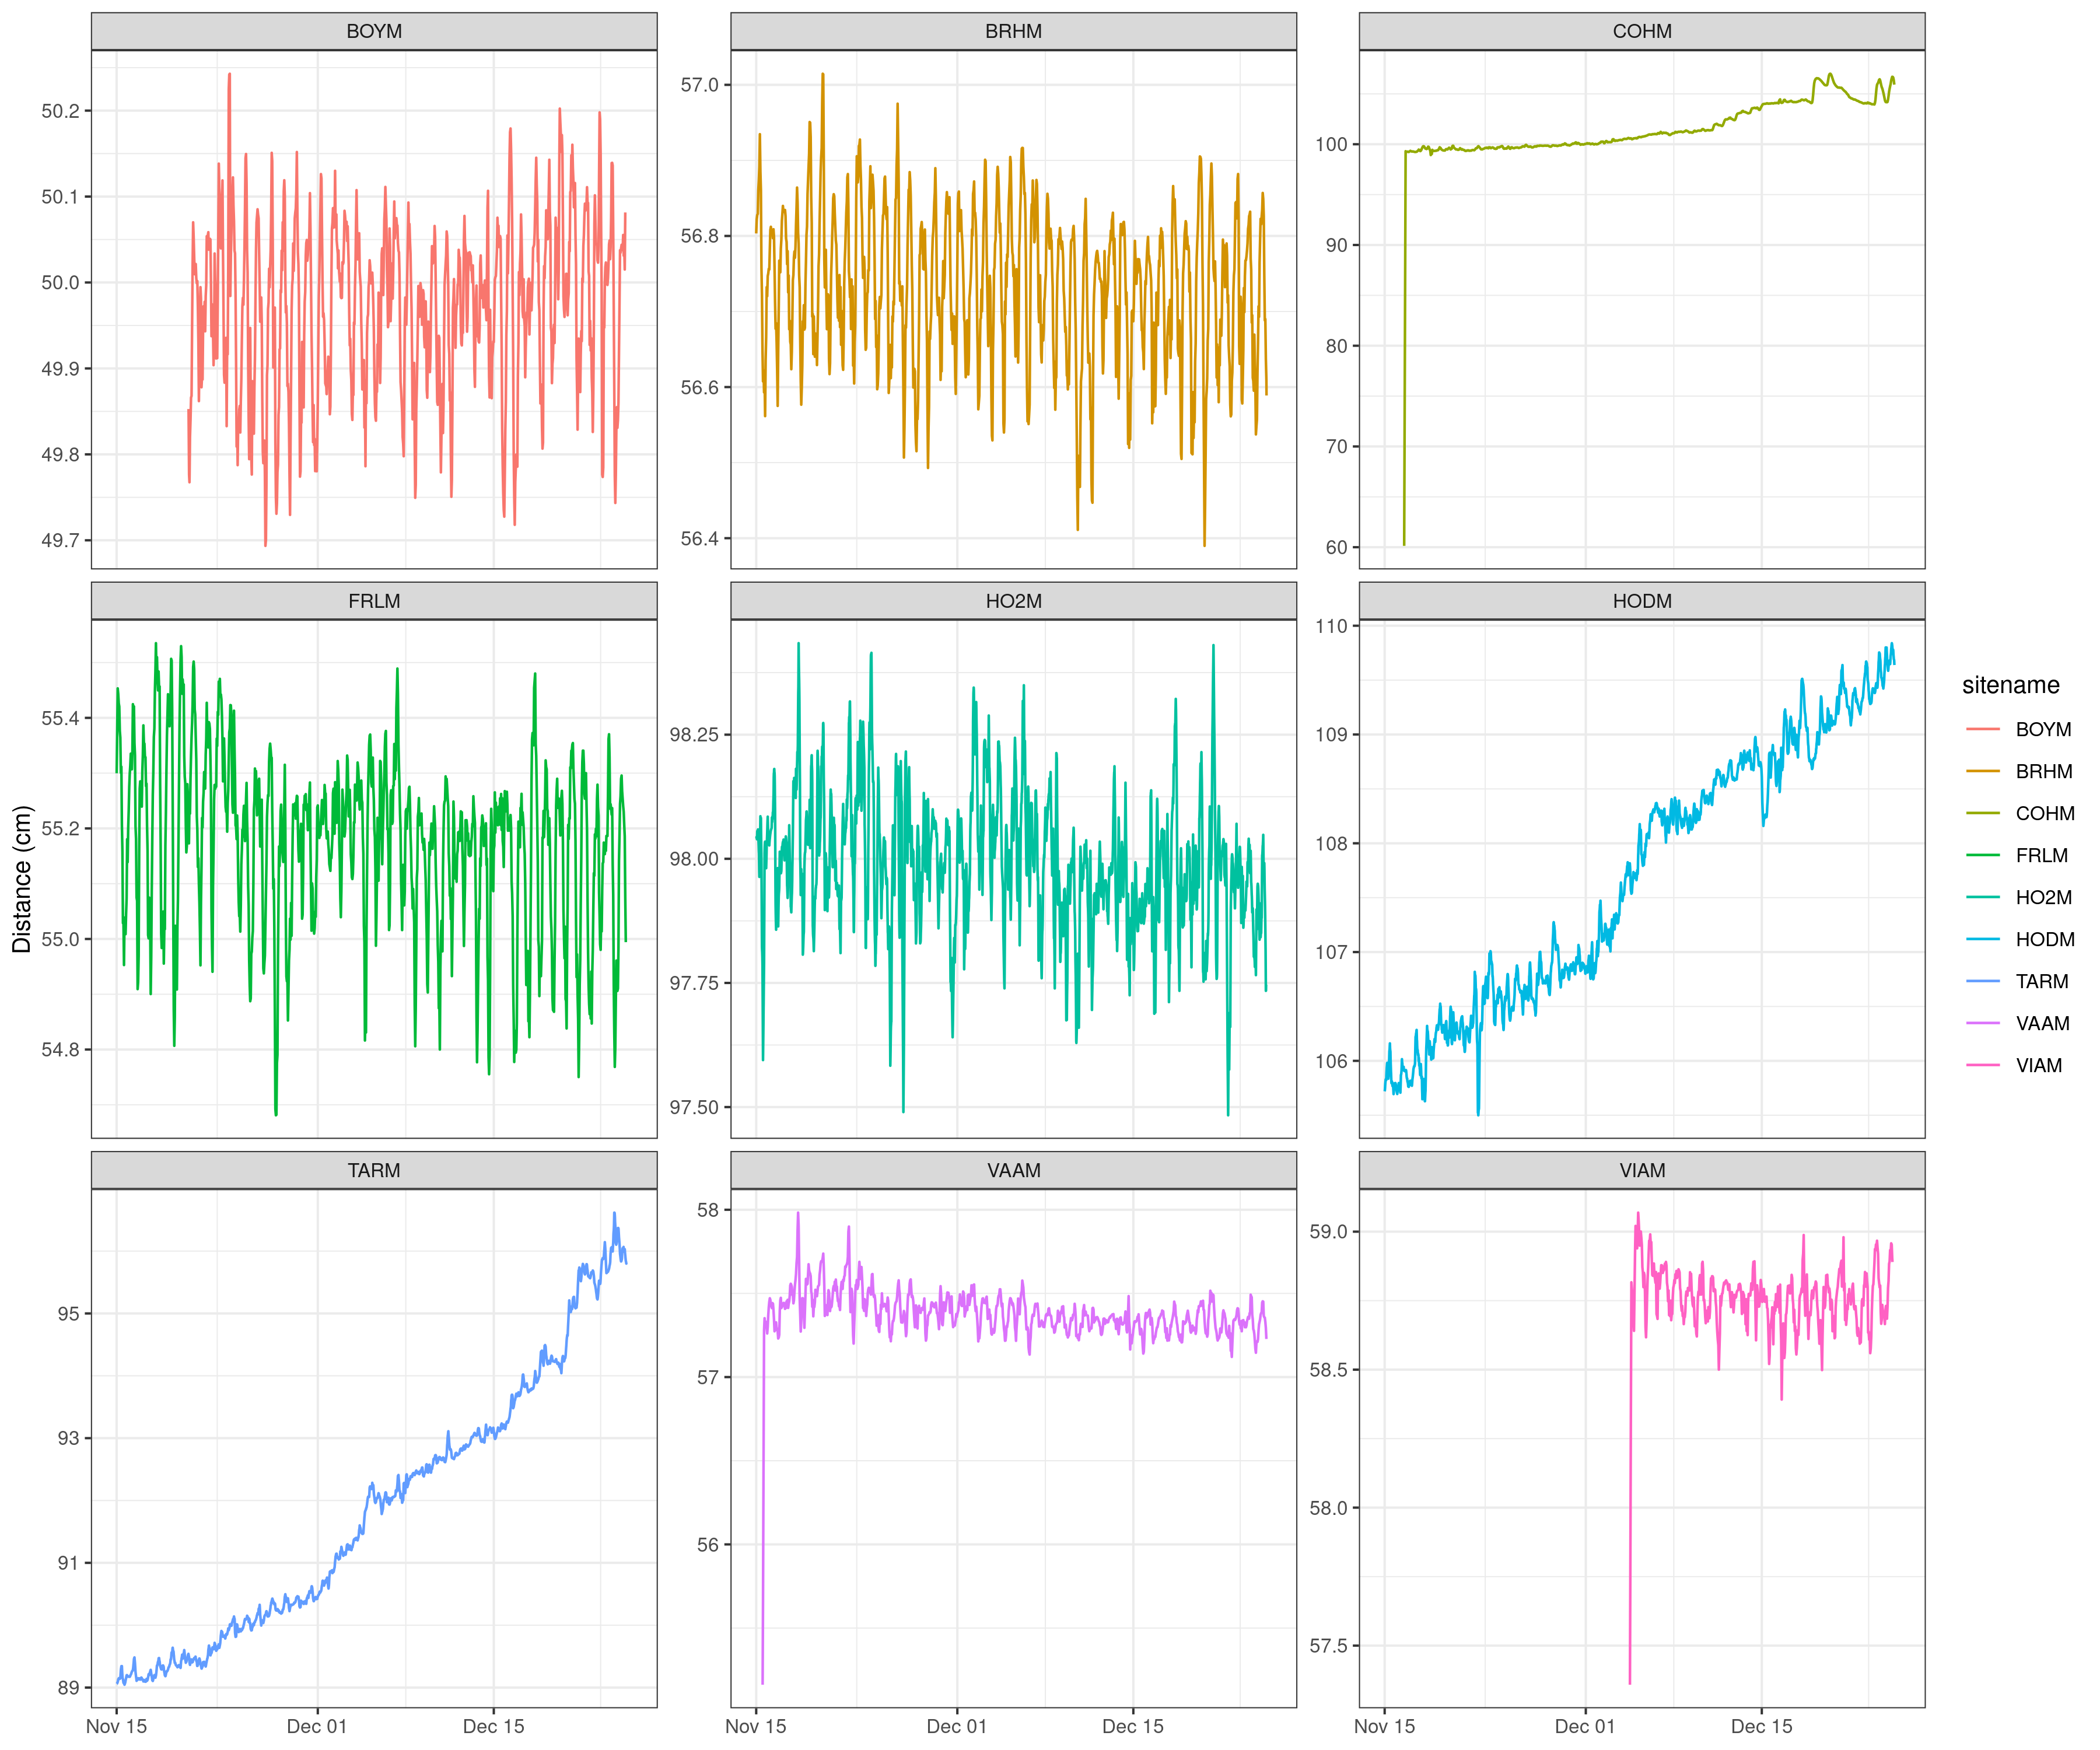 BOYM
BRHM
COHM
50.2
50.1
50.0
49.9
49.8
49.7
57.0
56.8
56.6
56.4
100
90
80
70
60
FRLM
HO2M
HODM
55.4
55.2
55.0
54.8
98.25
98.00
97.75
97.50
110
109
108
107
106
TARM
VAAM
VIAM
95
93
91
89
58
57
56
59.0
58.5
58.0
57.5
Nov 15 Dec 01 Dec 15
Nov 15 Dec 01 Dec 15
Nov 15 Dec 01 Dec 15
Distance (cm)
sitename
BOYM
BRHM
COHM
FRLM
HO2M
HODM
TARM
VAAM
VIAM